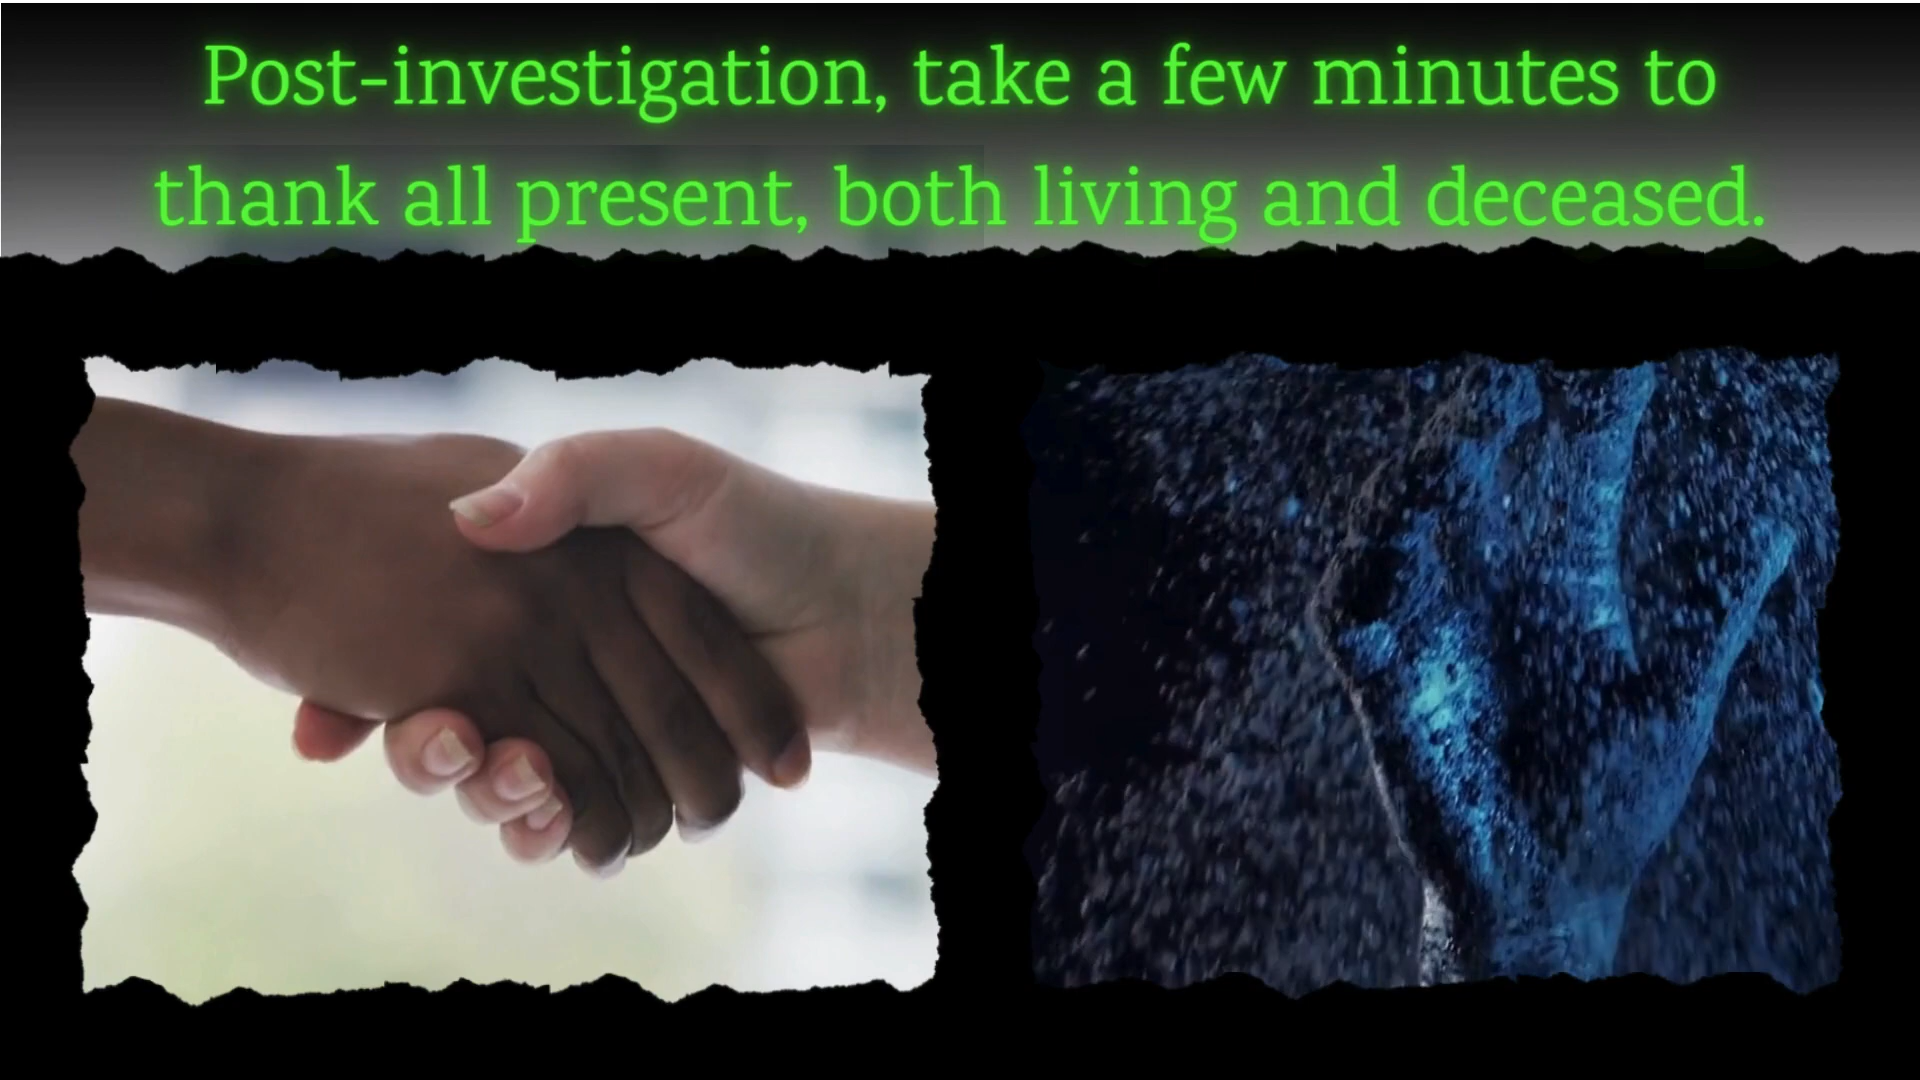 Post-investigation, take a few minutes to
thank all present, both living and deceased.